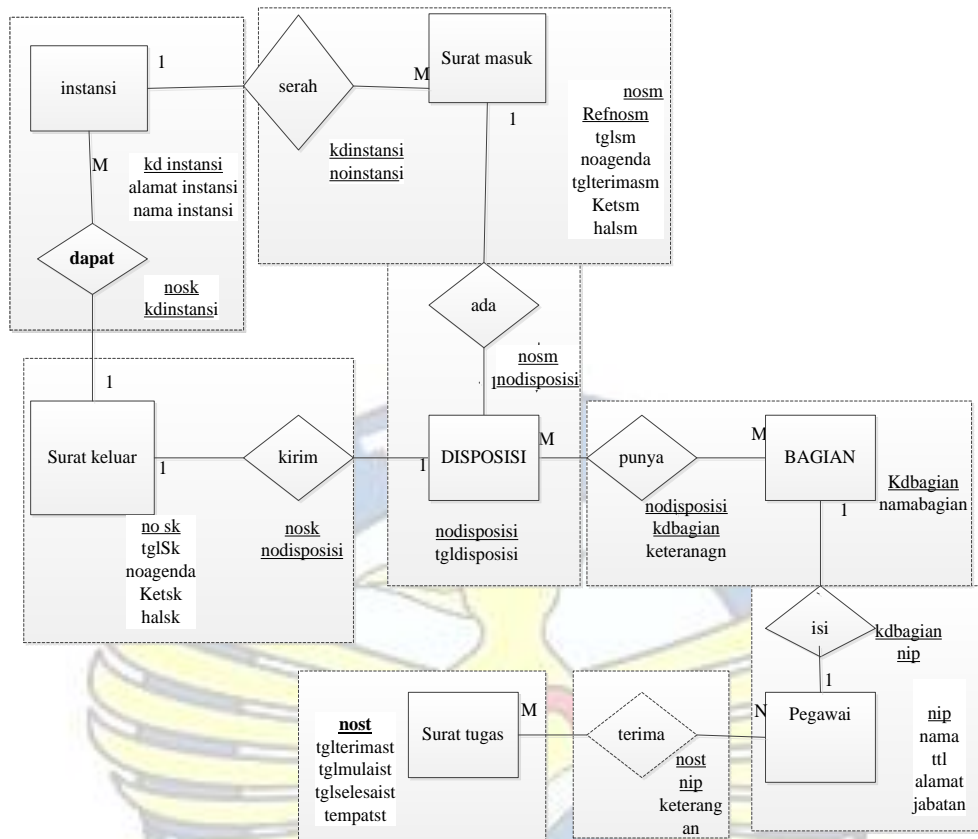 instansi
1
serah
M
Surat masuk
1
kdinstansi
noinstansi
nosm
Refnosm
tglsm
noagenda
tglterimasm
Ketsm
halsm
M
kd instansi
alamat instansi
nama instansi
dapat
nosk
kdinstansi
1
ada
nosm
nodisposisi
1
Surat keluar
1
kirim
1
DISPOSISI
M
punya
M
BAGIAN
1
Kdbagian
namabagian
no sk
tglSk
noagenda
Ketsk
halsk
nosk
nodisposisi
nodisposisi
tgldisposisi
nodisposisi
kdbagian
keteranagn
isi
kdbagian
nip
1
nost
tglterimast
tglmulaist
tglselesaist
tempatst
Surat tugas
M
terima
nost
nip
keterang
an
N
Pegawai
nip
nama
ttl
alamat
jabatan